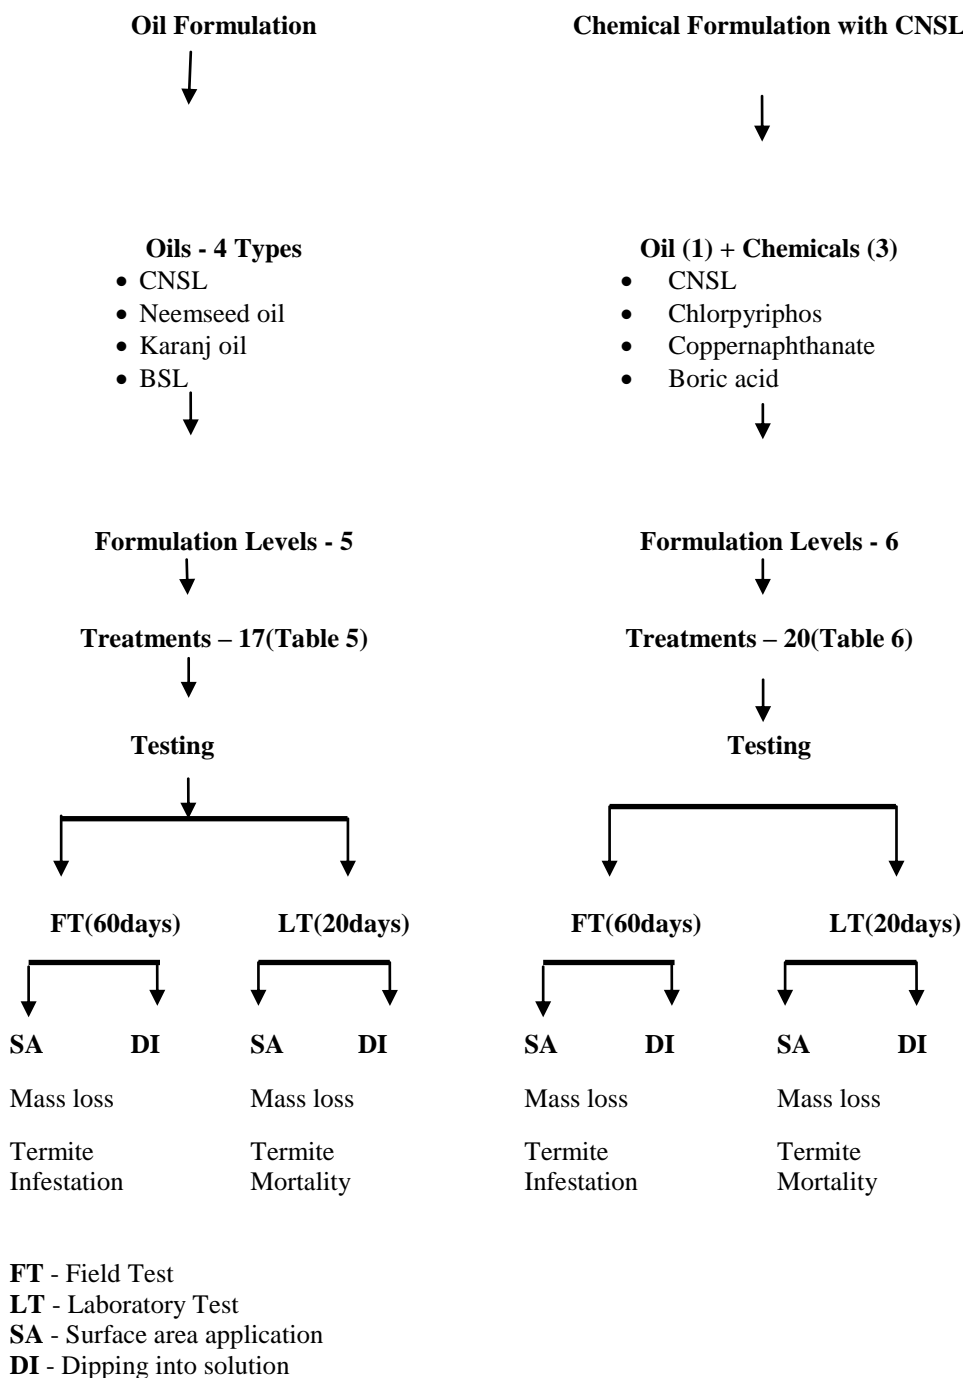 Oil Formulation
Chemical Formulation with CNSL
Oils - 4 Types
• CNSL
• Neemseed oil
• Karanj oil
• BSL
Oil (1) + Chemicals (3)
• CNSL
• Chlorpyriphos
• Coppernaphthanate
• Boric acid
Formulation Levels - 5
Formulation Levels - 6
Treatments – 17(Table 5)
Treatments – 20(Table 6)
Testing
Testing
FT(60days)
LT(20days)
FT(60days)
LT(20days)
SA DI SA DI SA DI SA DI
Mass loss Mass loss Mass loss Mass loss
Termite Termite Termite Termite
Infestation Mortality Infestation Mortality
FT - Field Test
LT - Laboratory Test
SA - Surface area application
DI - Dipping into solution